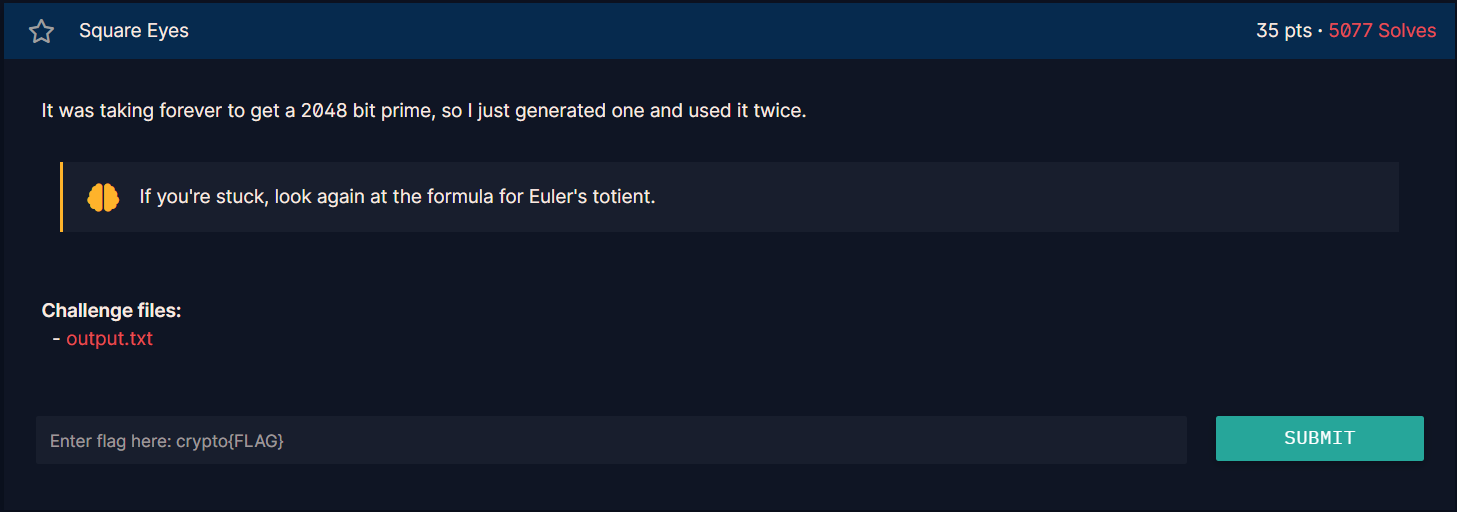 Square Eyes
35 pts · 5077 Solves
It was taking forever to get a 2048 bit prime, so I just generated one and used it twice.
If you're stuck, look again at the formula for Euler's totient.
Challenge files:
- output.txt
Enter flag here: crypto{FLAG}
SUBMIT